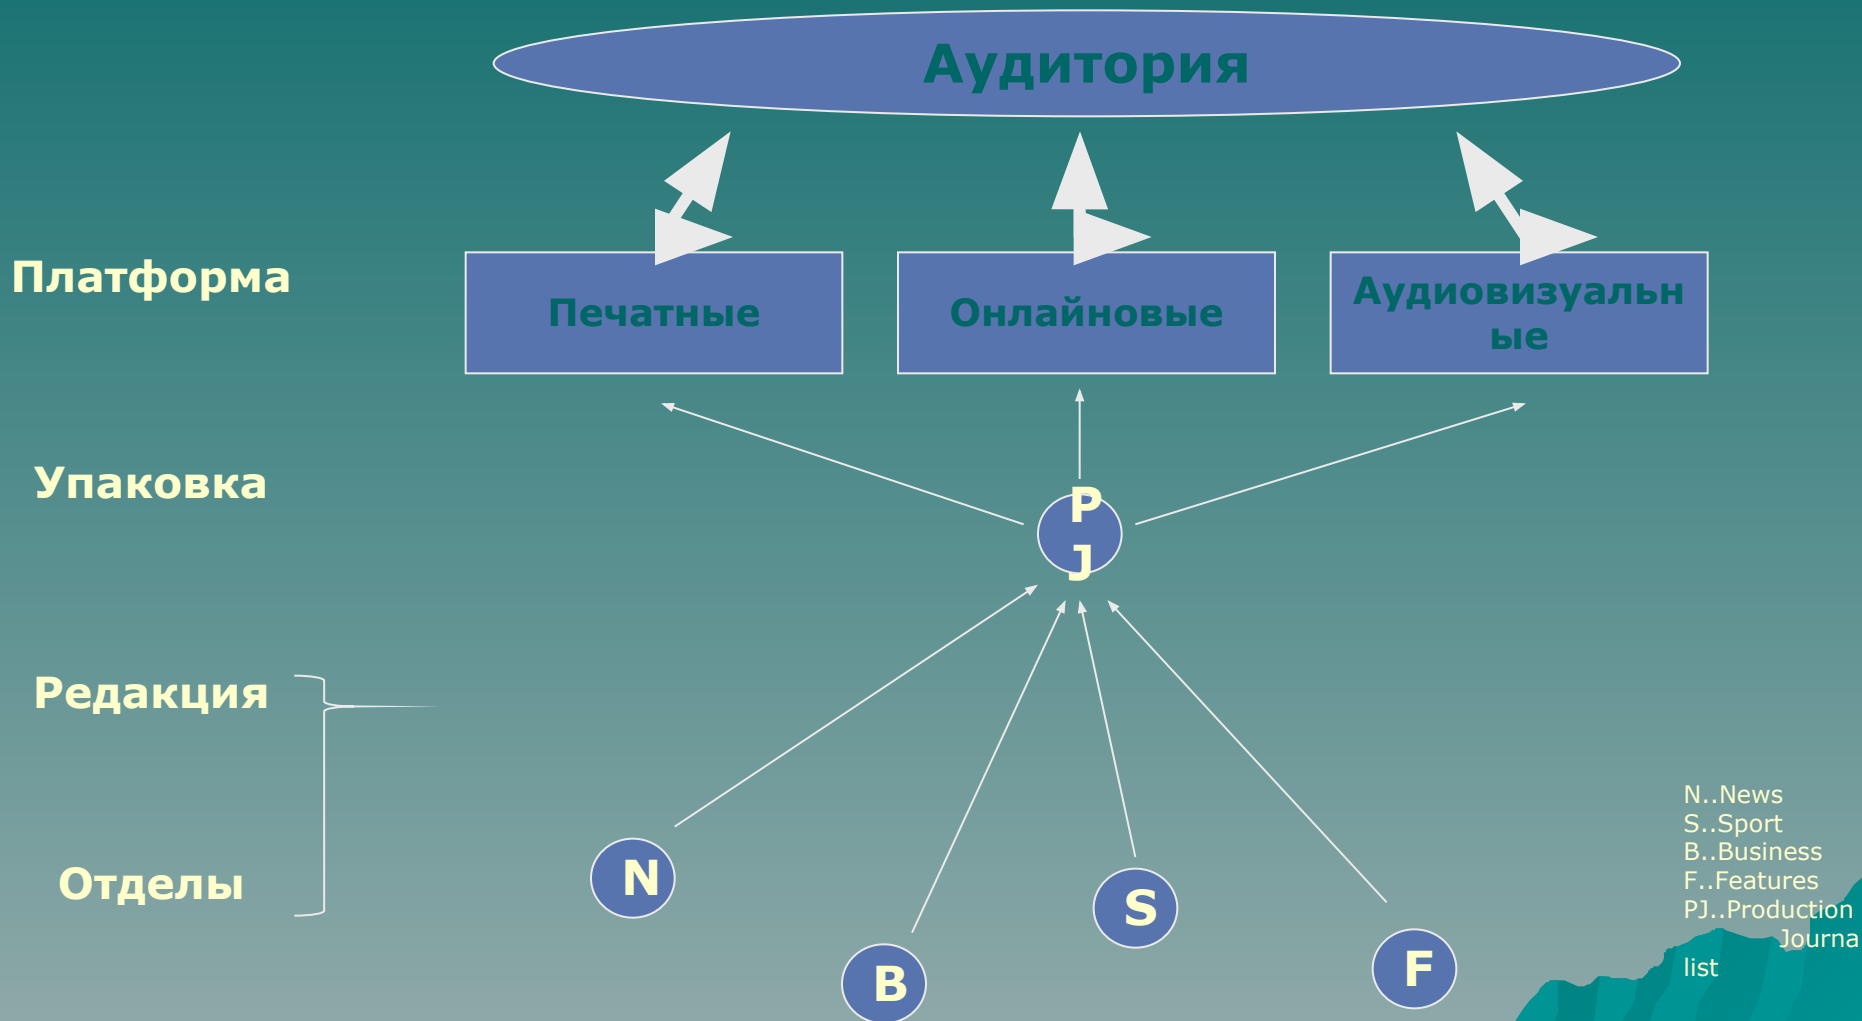 Аудитория
Платформа
Печатные
Онлайновые
Аудиовизуальн
ые
Упаковка
P
J
Редакция
Отделы
N
B
S
F
N..News
S..Sport
B..Business
F..Features
PJ..Production
Journa
list